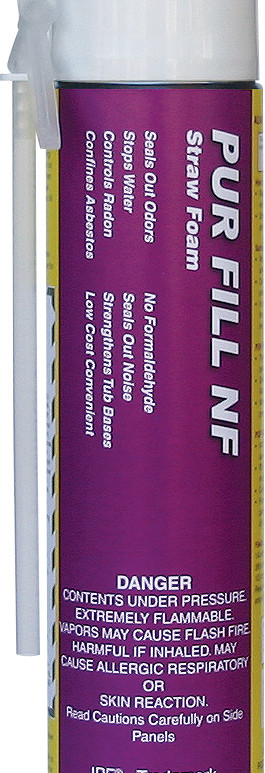 PUR FILL NF
Straw Foam
Seals Out Odors
Stops Water
Controls Radon
Confines Asbestos
No Formaldehyde
Seals Out Noise
Strengthens Tub Bases
Low Cost Convenient
DANGER
CONTENTS UNDER PRESSURE.
EXTREMELY FLAMMABLE.
VAPORS MAY CAUSE FLASH FIRE.
HARMFUL IF INHALED. MAY
CAUSE ALLERGIC RESPIRATORY
OR
SKIN REACTION.
Read Cautions Carefully on Side
Panels